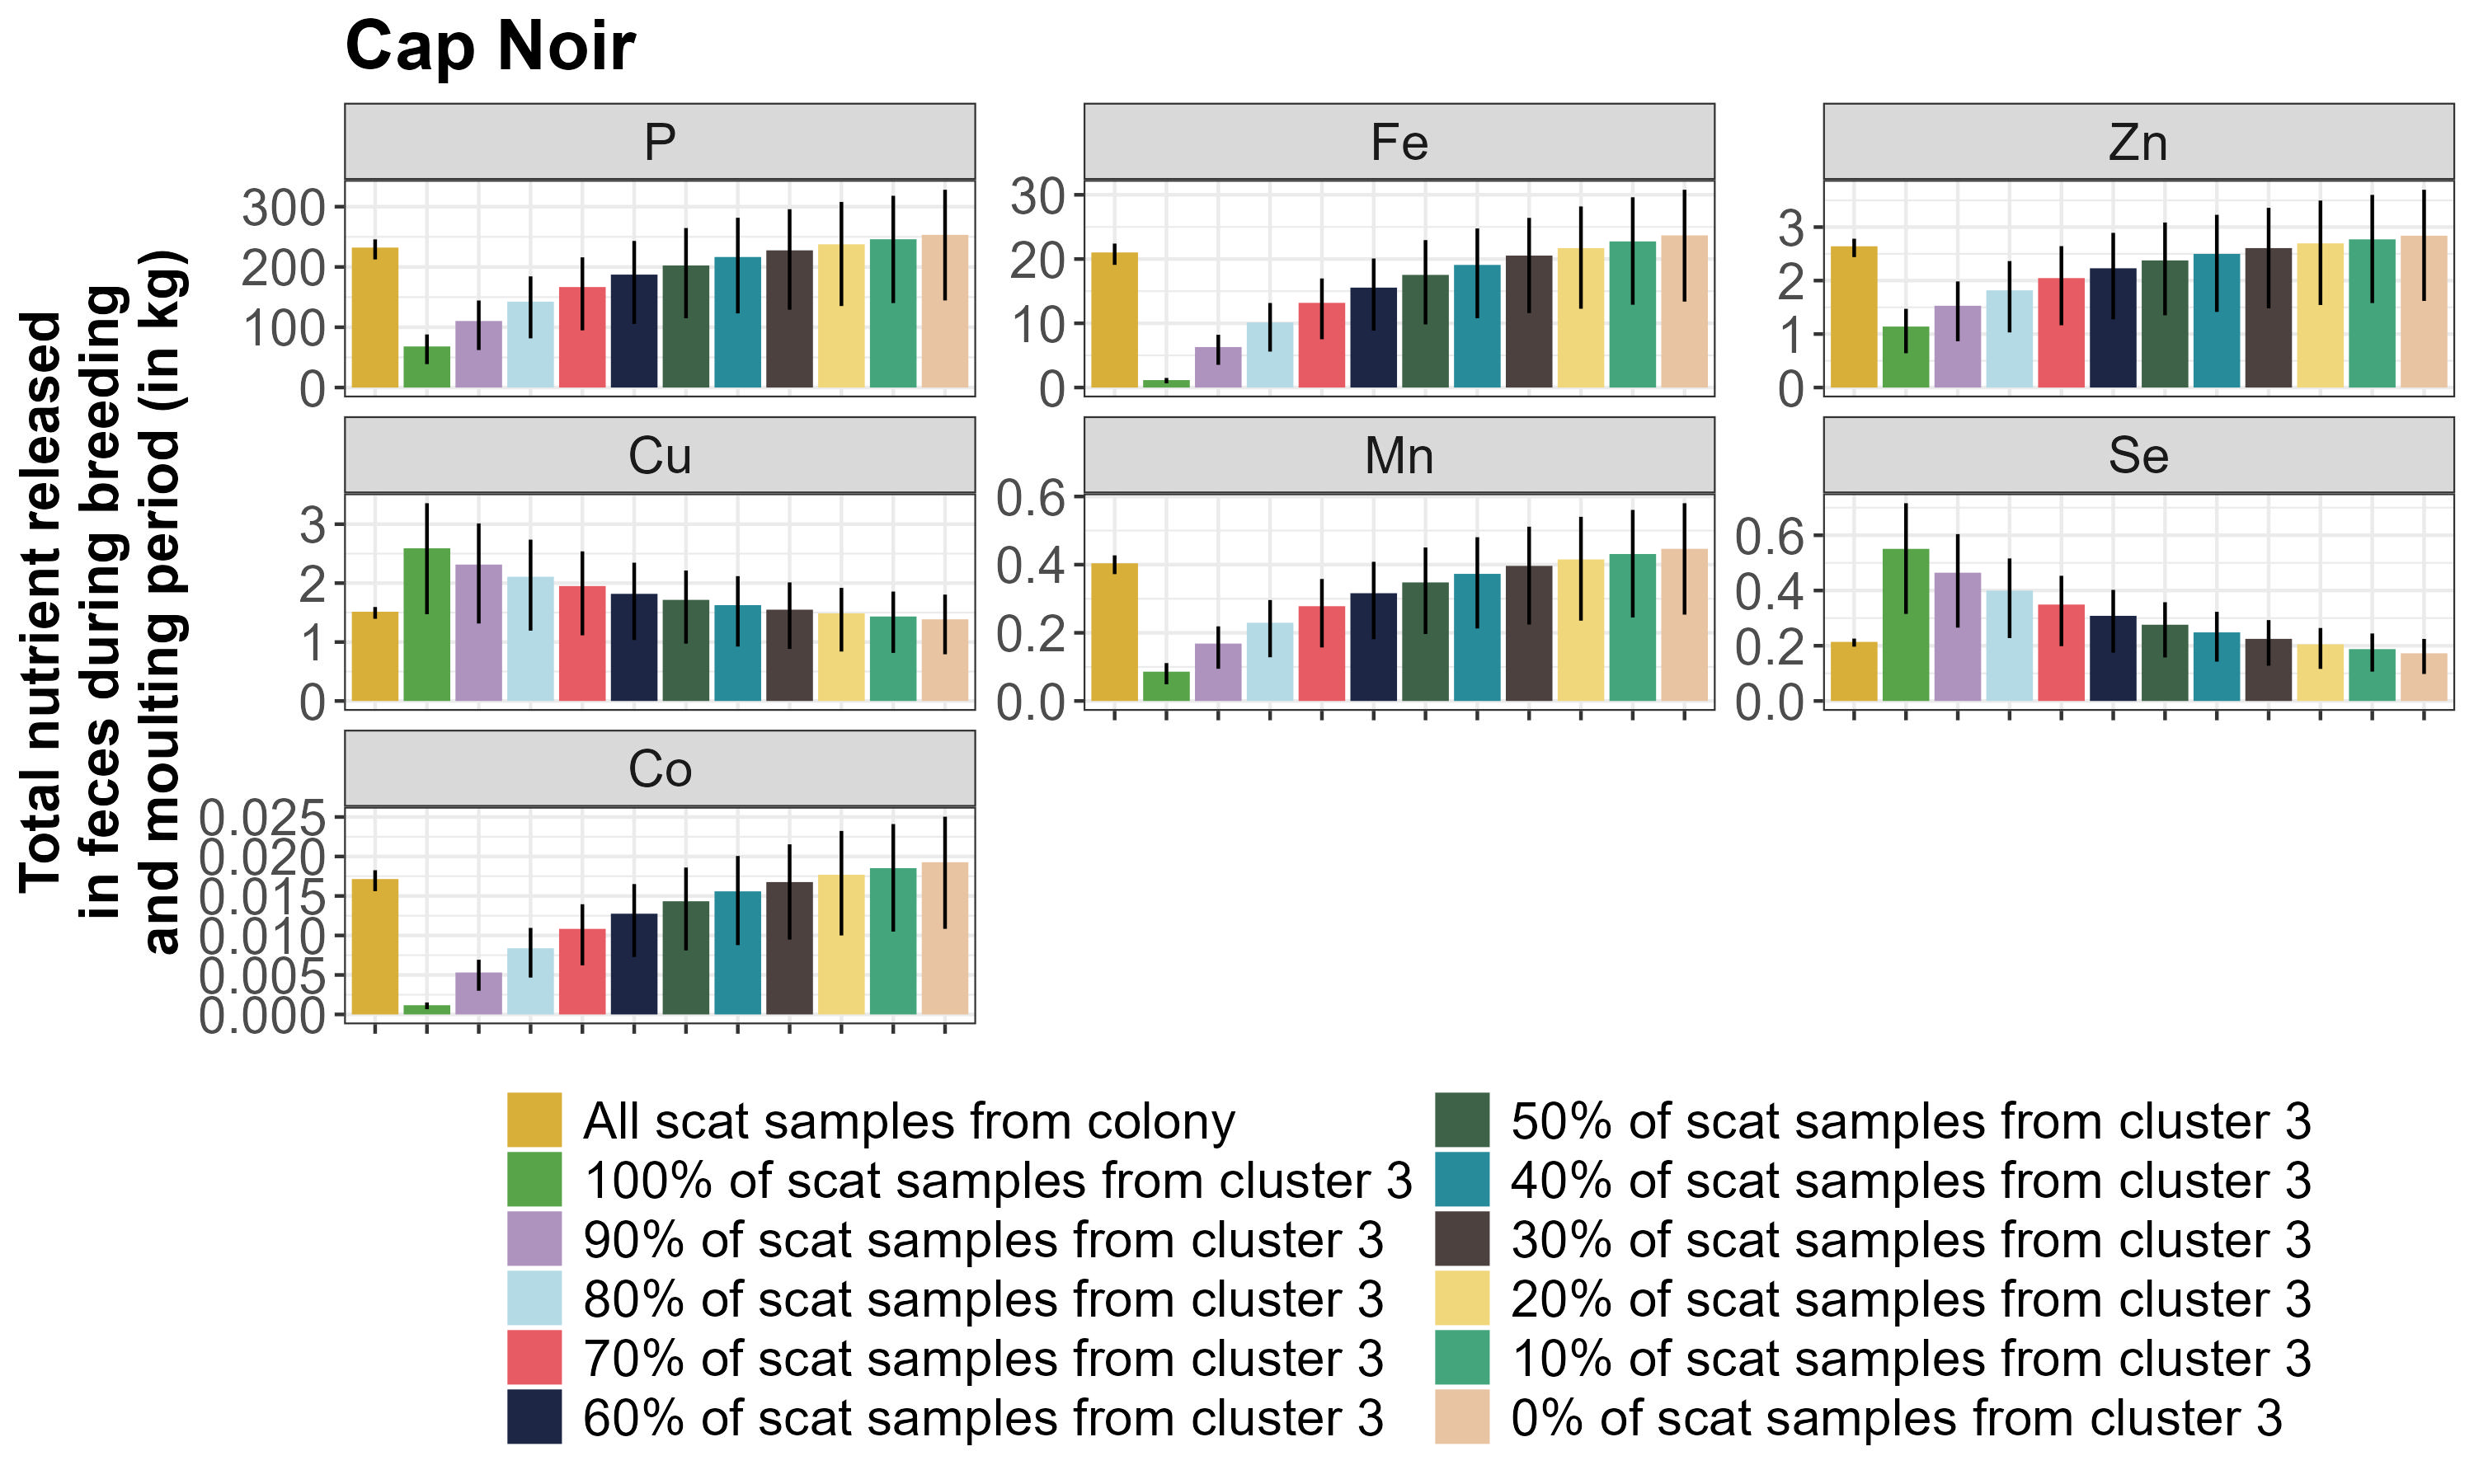 Cap Noir
Total nutrient released
in feces during breeding
and moulting period (in kg)
P
300
200
100
0
Fe
30
20
10
0
Zn
3
2
1
0
Cu
3
2
1
0
Mn
0.6
0.4
0.2
0.0
Se
0.6
0.4
0.2
0.0
Co
0.025
0.020
0.015
0.010
0.005
0.000
All scat samples from colony
100% of scat samples from cluster 3
90% of scat samples from cluster 3
80% of scat samples from cluster 3
70% of scat samples from cluster 3
60% of scat samples from cluster 3
50% of scat samples from cluster 3
40% of scat samples from cluster 3
30% of scat samples from cluster 3
20% of scat samples from cluster 3
10% of scat samples from cluster 3
0% of scat samples from cluster 3